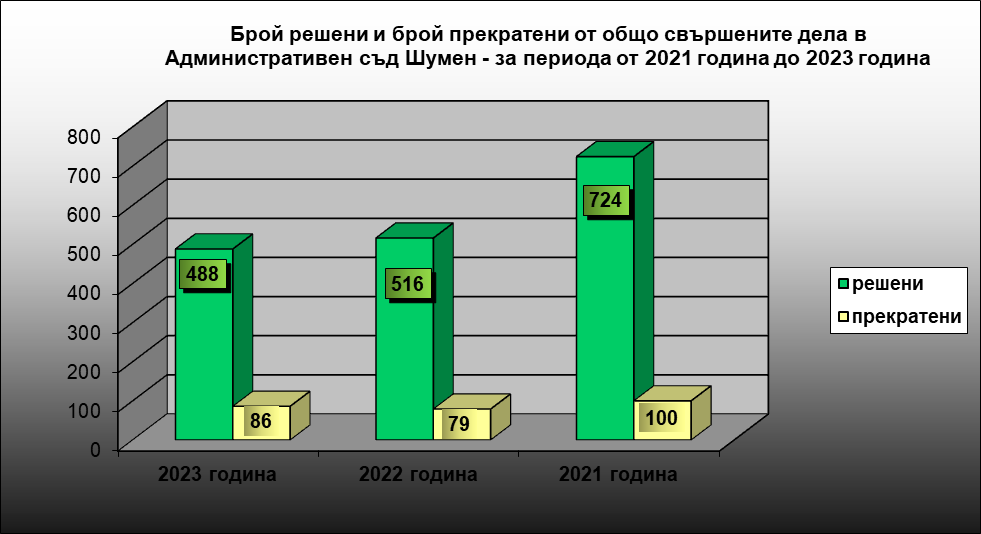 Брой решени и брой прекратени от общо свършените дела в
Административен съд Шумен - за периода от 2021 година до 2023 година
800
700
600
500
400
300
200
100
0
488
86
516
79
724
100
2023 година
2022 година
2021 година
решени
прекратени